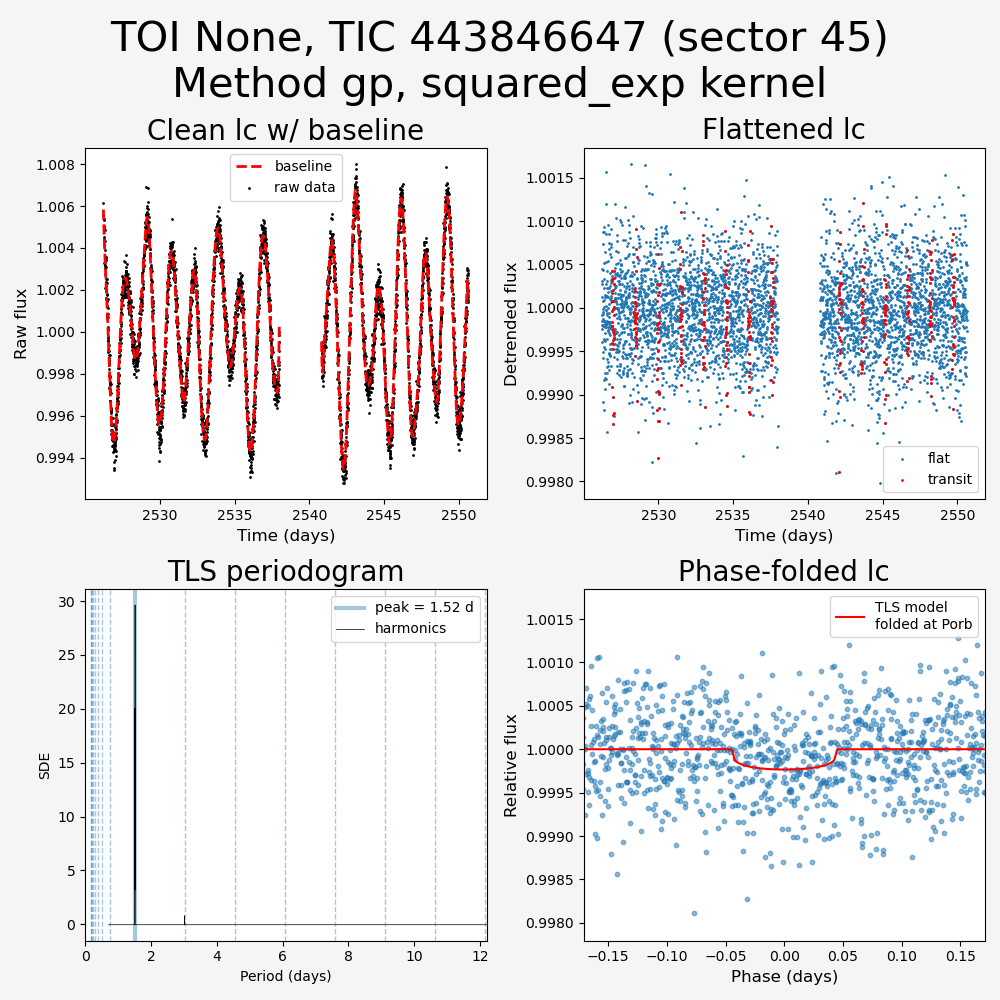 TOI None, TIC 443846647 (sector 45)
Method gp, squared_exp kernel
Clean lc w/ baseline
baseline
raw data
1.008
1.006
1.004
1.002
1.000
0.998
0.996
0.994
Raw flux
2530
2535
2540
2545
2550
Time (days)
Flattened lc
1.0015
1.0010
1.0005
1.0000
0.9995
0.9990
0.9985
0.9980
Detrended flux
flat
transit
2530
2535
2540
2545
2550
Time (days)
TLS periodogram
peak = 1.52 d
harmonics
30
25
20
15
10
5
0
SDE
0
2
4
6
8
10
12
Period (days)
Phase-folded lc
TLS model
folded at Porb
1.0015
1.0010
1.0005
1.0000
0.9995
0.9990
0.9985
0.9980
Relative flux
−0.15
−0.10
−0.05
0.00
0.05
0.10
0.15
Phase (days)